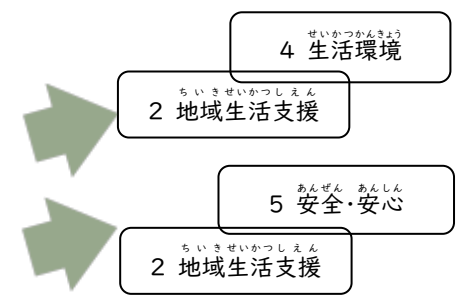 せいかつかんきょう
4 生活環境
ちいきせいかつしえん
2 地域生活支援
あんぜん あんしん
5 安全・安心
ちいきせいかつしえん
2 地域生活支援